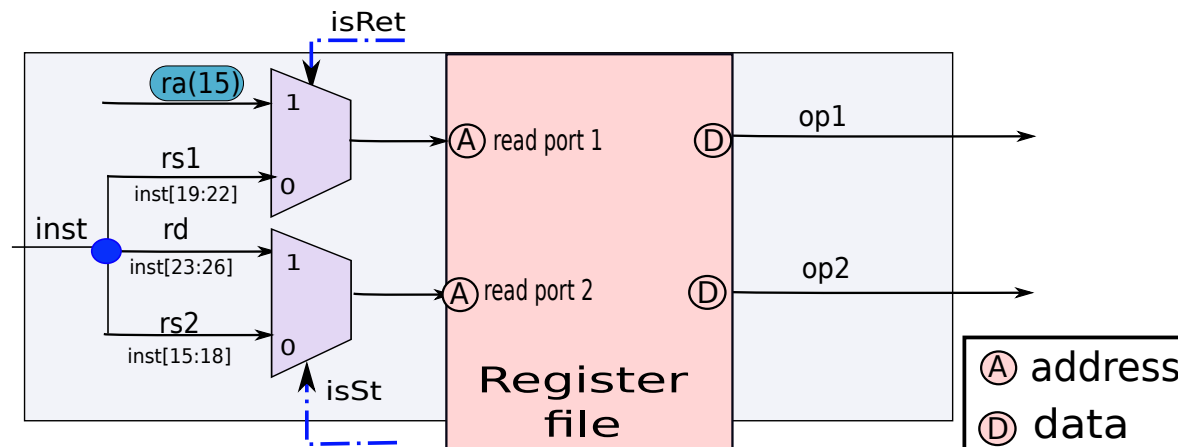 isRet
ra(15)
1
op1
A read port 1 D
rs1
0
inst[19:22]
inst
rd
inst[23:26]
1
op2
A read port 2 D
rs2
0
inst[15:18]
isSt
Register
file
A address
D data